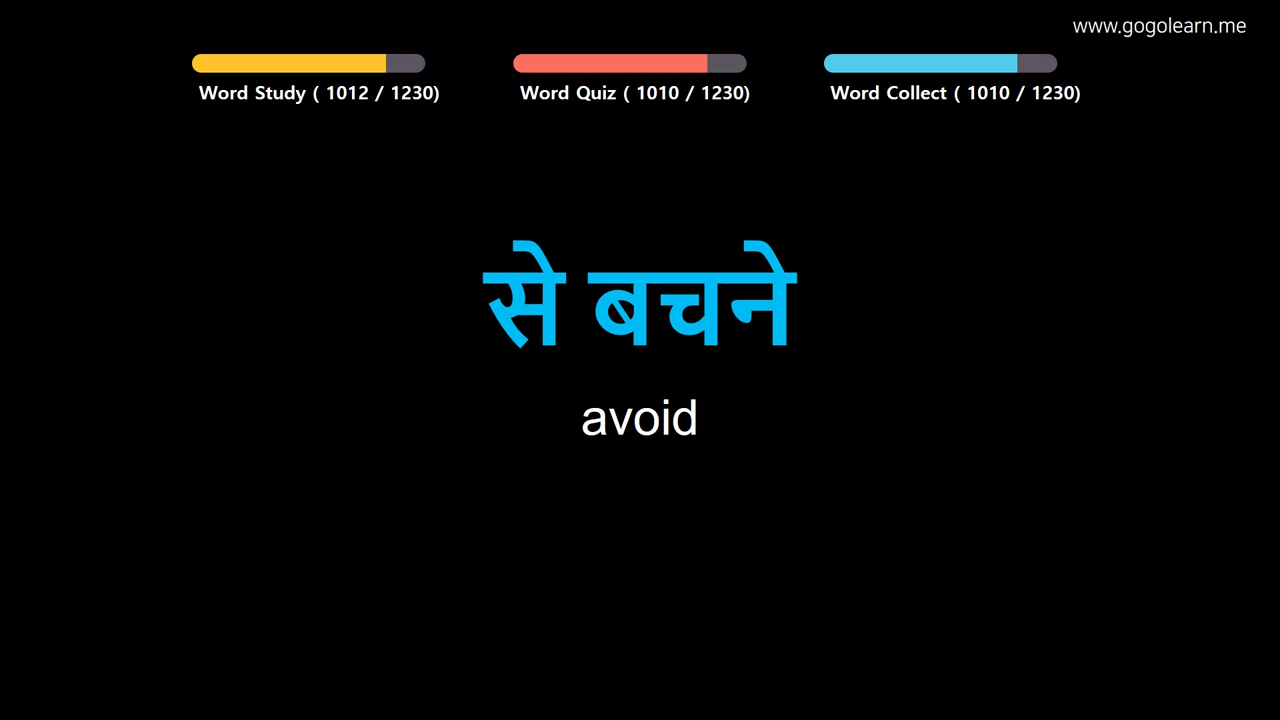 www.gogolearn.me
Word Study ( 1012 / 1230)
Word Quiz ( 1010 / 1230)
Word Collect ( 1010 / 1230)
से बचने
avoid